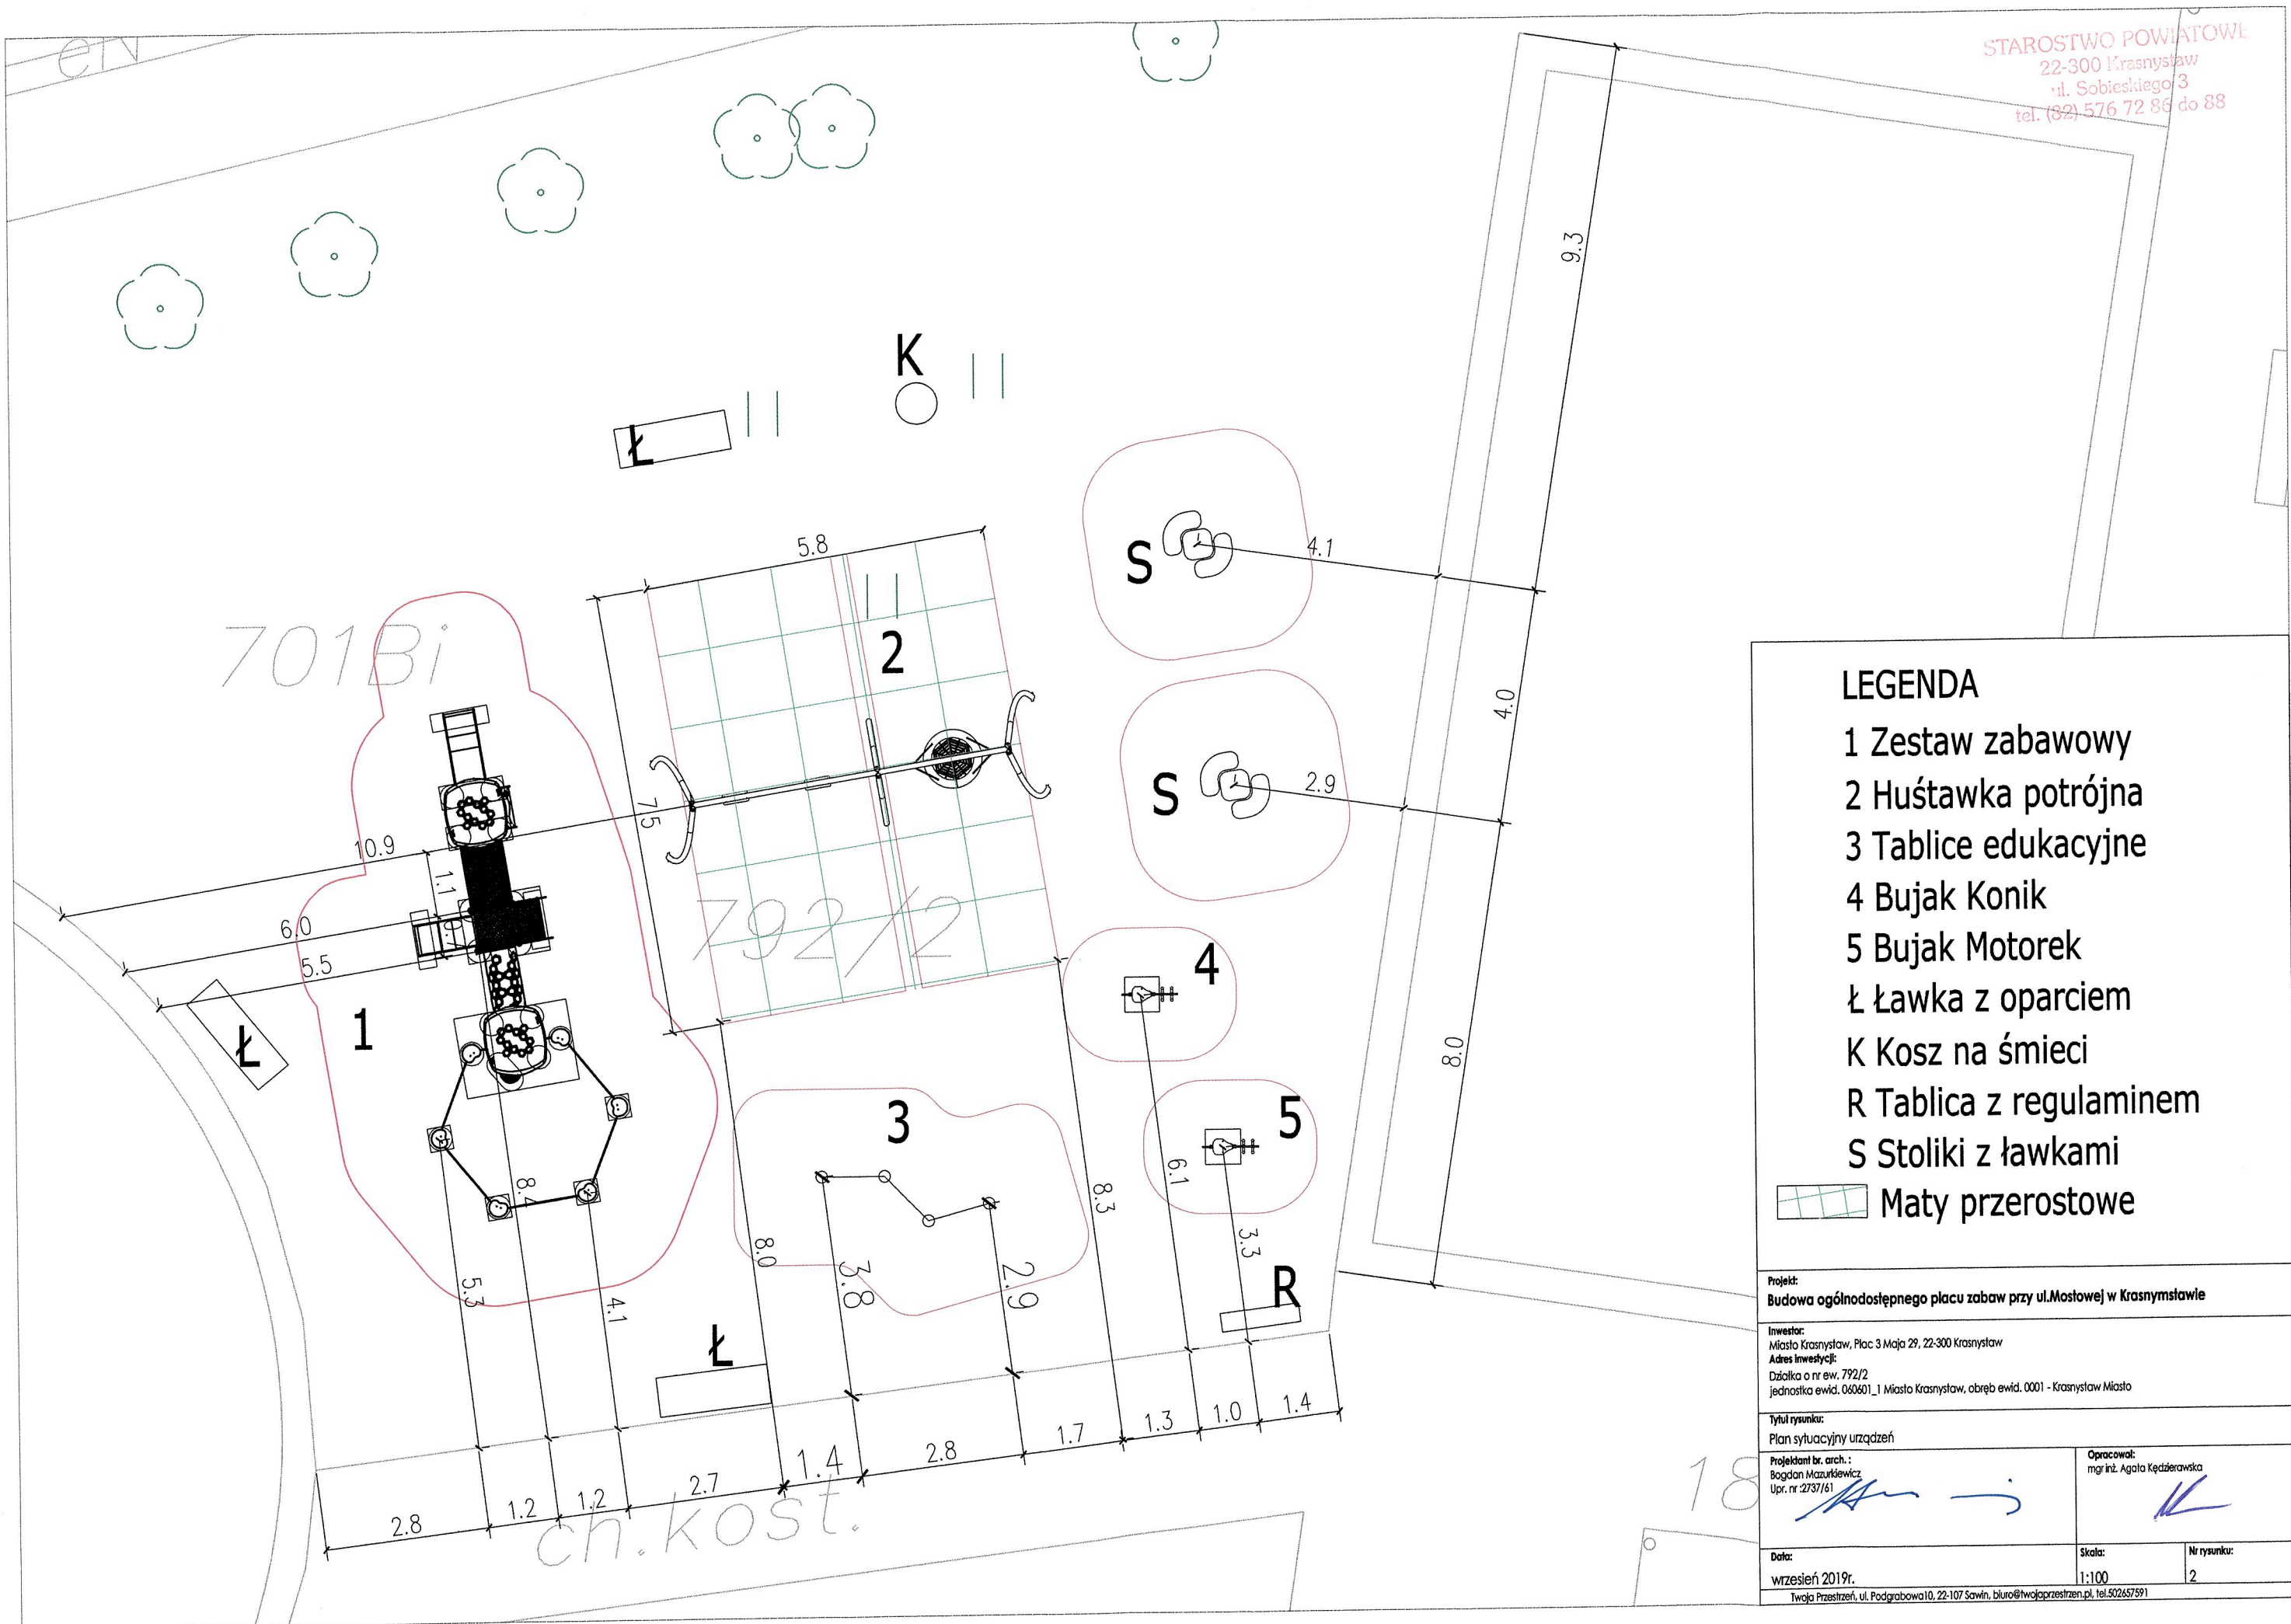 eN
STAROSTWO POWIATOWE
22-300 Krasnystaw
ul. Sobieskiego 3
tel. (82) 576 72 86 do 88
9.3
K
Ł
5.8
S
4.1
701Bi
2
4.0
S
2.9
7.5
10.9
1.1
6.0
0.7
5.5
792/2
4
1
Ł
8.0
3
5
8.3
6.1
8.4
3.3
8.0
5.3
3.8
2.9
4.1
R
Ł
2.8
1.2
1.2
2.7
1.4
2.8
1.7
1.3
1.0
1.4
ch.kost.
18
LEGENDA
1 Zestaw zabawowy
2 Huśtawka potrójna
3 Tablice edukacyjne
4 Bujak Konik
5 Bujak Motorek
Ł Ławka z oparciem
K Kosz na śmieci
R Tablica z regulaminem
S Stoliki z ławkami
Maty przerostowe
Projekt:
Budowa ogólnodostępnego placu zabaw przy ul.Mostowej w Krasnymstawie
Inwestor:
Miasto Krasnystaw, Plac 3 Maja 29, 22-300 Krasnystaw
Adres inwestycji:
Działka o nr ew. 792/2
jednostka ewid. 060601_1 Miasto Krasnystaw, obręb ewid. 0001 - Krasnystaw Miasto
Tytuł rysunku:
Plan sytuacyjny urządzeń
Projektant br. arch. :
Bogdan Mazurkiewicz
Upr. nr :2737/61
Opracował:
mgr inż. Agata Kędzierawska
Data:
wrzesień 2019r.
Skala:
1:100
Nr rysunku:
2
Twoja Przestrzeń, ul. Podgrabowa10, 22-107 Sawin, biuro@twojaprzestrzen.pl, tel.502657591